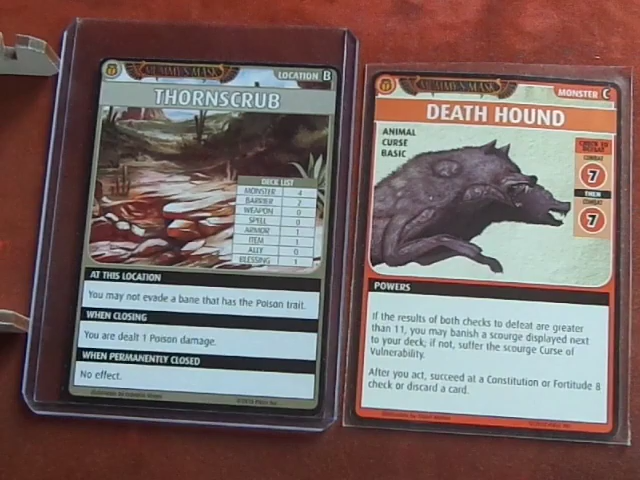 MUMMY'S MASK
LOCATION B
THORNSCRUB
DECK LIST
MONSTER 4
BARRIER 2
WEAPON 0
SPELL 0
ARMOR 1
ITEM 1
ALLY 0
BLESSING 1
AT THIS LOCATION
You may not evade a bane that has the Poison trait.
WHEN CLOSING
You are dealt 1 Poison damage.
WHEN PERMANENTLY CLOSED
No effect.
MUMMY'S MASK
MONSTER C
DEATH HOUND
ANIMAL
CURSE
BASIC
CHECK TO
DEFEAT
COMBAT
7
THEN
COMBAT
7
POWERS
If the results of both checks to defeat are greater
than 11, you may banish a scourge displayed next
to your deck; if not, suffer the scourge Curse of
Vulnerability.
After you act, succeed at a Constitution or Fortitude 8
check or discard a card.